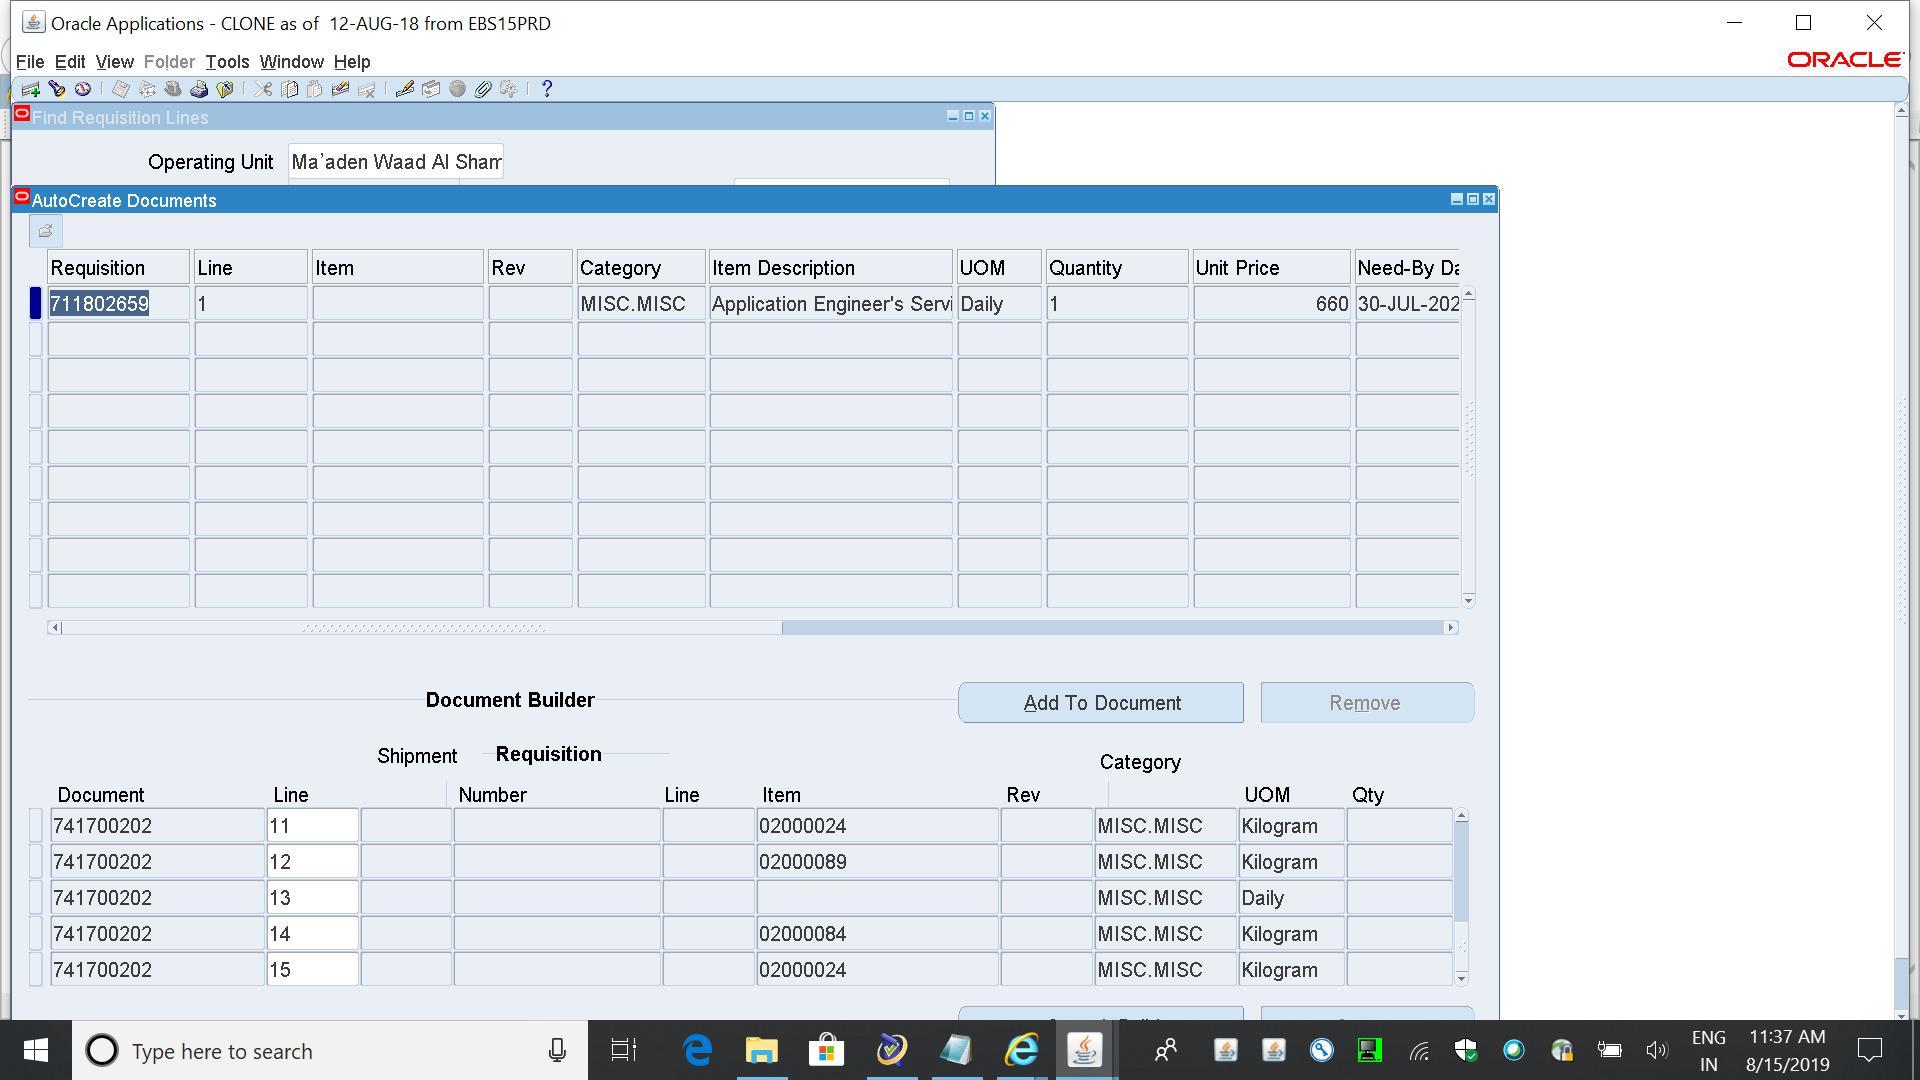 Oracle Applications - CLONE as of  12-AUG-18 from EBS15PRD
File Edit View Folder Tools Window Help
ORACLE
Find Requisition Lines
Operating Unit Ma'aden Waad Al Sham
AutoCreate Documents
Requisition Line Item Rev Category Item Description UOM Quantity Unit Price Need-By Da
711802659 1 MISC.MISC Application Engineer's Servi Daily 1 660 30-JUL-202
Document Builder Add To Document Remove
Shipment Requisition Category
Document Line Number Line Item Rev UOM Qty
741700202 11 02000024 MISC.MISC Kilogram
741700202 12 02000089 MISC.MISC Kilogram
741700202 13 MISC.MISC Daily
741700202 14 02000084 MISC.MISC Kilogram
741700202 15 02000024 MISC.MISC Kilogram
Type here to search
ENG
IN
11:37 AM
8/15/2019